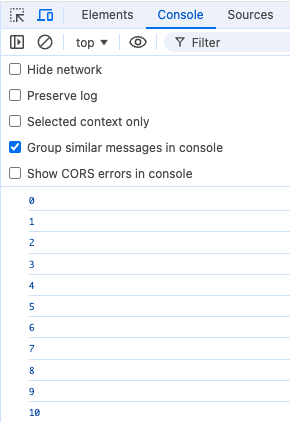 Elements Console Sources
top Filter
Hide network
Preserve log
Selected context only
Group similar messages in console
Show CORS errors in console
0
1
2
3
4
5
6
7
8
9
10